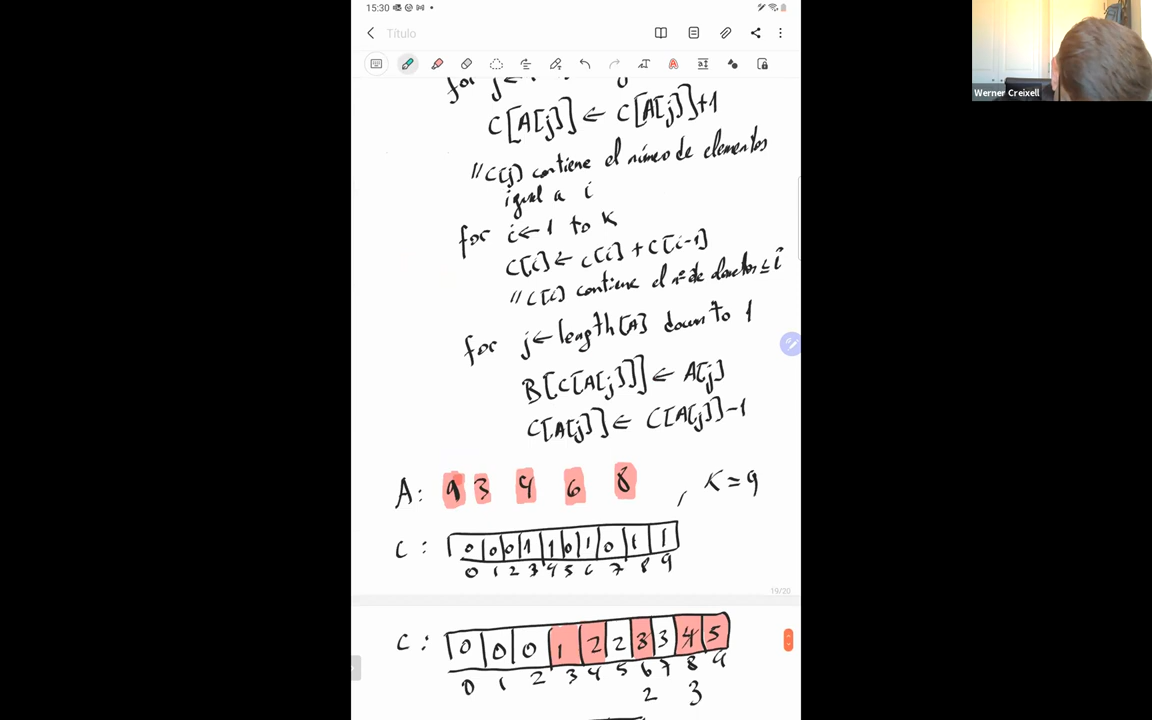 15:30
Título
for j←
C[A[j]] ← C[A[j]]+1
//C[j] contiene el número de elementos
igual a i
for i←1 to K
C[i] ← C[i] + C[i-1]
//C[i] contiene el nº de ≤ i
for j←length[A] down to 1
B[C[A[j]]] ← A[j]
C[A[j]] ← C[A[j]]-1
A: 9 3 4 6 8 , K=9
C: 0 0 0 1 1 0 1 0 1 1
0 1 2 3 4 5 6 7 8 9
19/20
C: 0 0 0 1 2 2 3 3 4 5
0 1 2 3 4 5 6 7 8 9
2 3
Werner Creixell